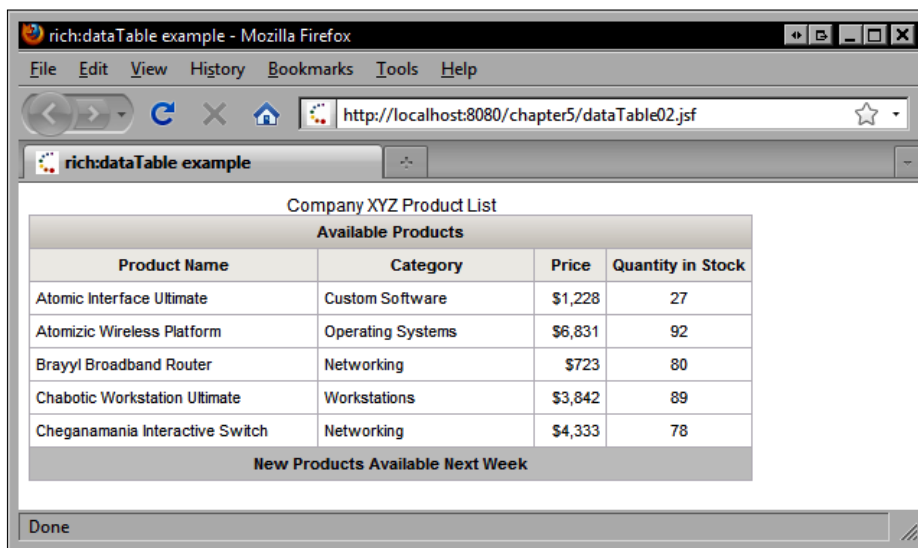 rich:dataTable example - Mozilla Firefox
File Edit View History Bookmarks Tools Help
http://localhost:8080/chapter5/dataTable02.jsf
rich:dataTable example
Company XYZ Product List
Available Products
Product Name Category Price Quantity in Stock
Atomic Interface Ultimate Custom Software $1,228 27
Atomizic Wireless Platform Operating Systems $6,831 92
Brayyl Broadband Router Networking $723 80
Chabotic Workstation Ultimate Workstations $3,842 89
Cheganamania Interactive Switch Networking $4,333 78
New Products Available Next Week
Done